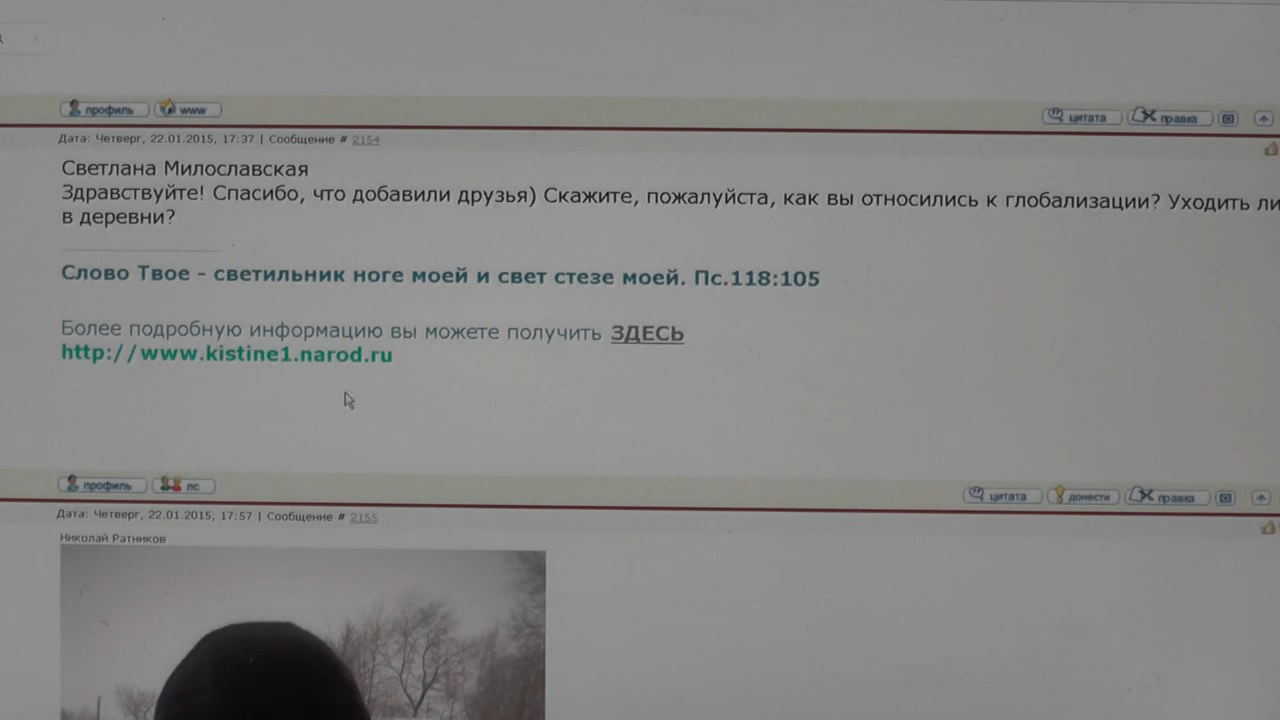 профиль www цитата правка
Дата: Четверг, 22.01.2015, 17:37 | Сообщение # 2154
Светлана Милославская
Здравствуйте! Спасибо, что добавили друзья) Скажите, пожалуйста, как вы относились к глобализации? Уходить ли
в деревни?
Слово Твое - светильник ноге моей и свет стезе моей. Пс.118:105
Более подробную информацию вы можете получить ЗДЕСЬ
http://www.kistine1.narod.ru
профиль лс цитата донести правка
Дата: Четверг, 22.01.2015, 17:57 | Сообщение # 2155
Николай Ратников